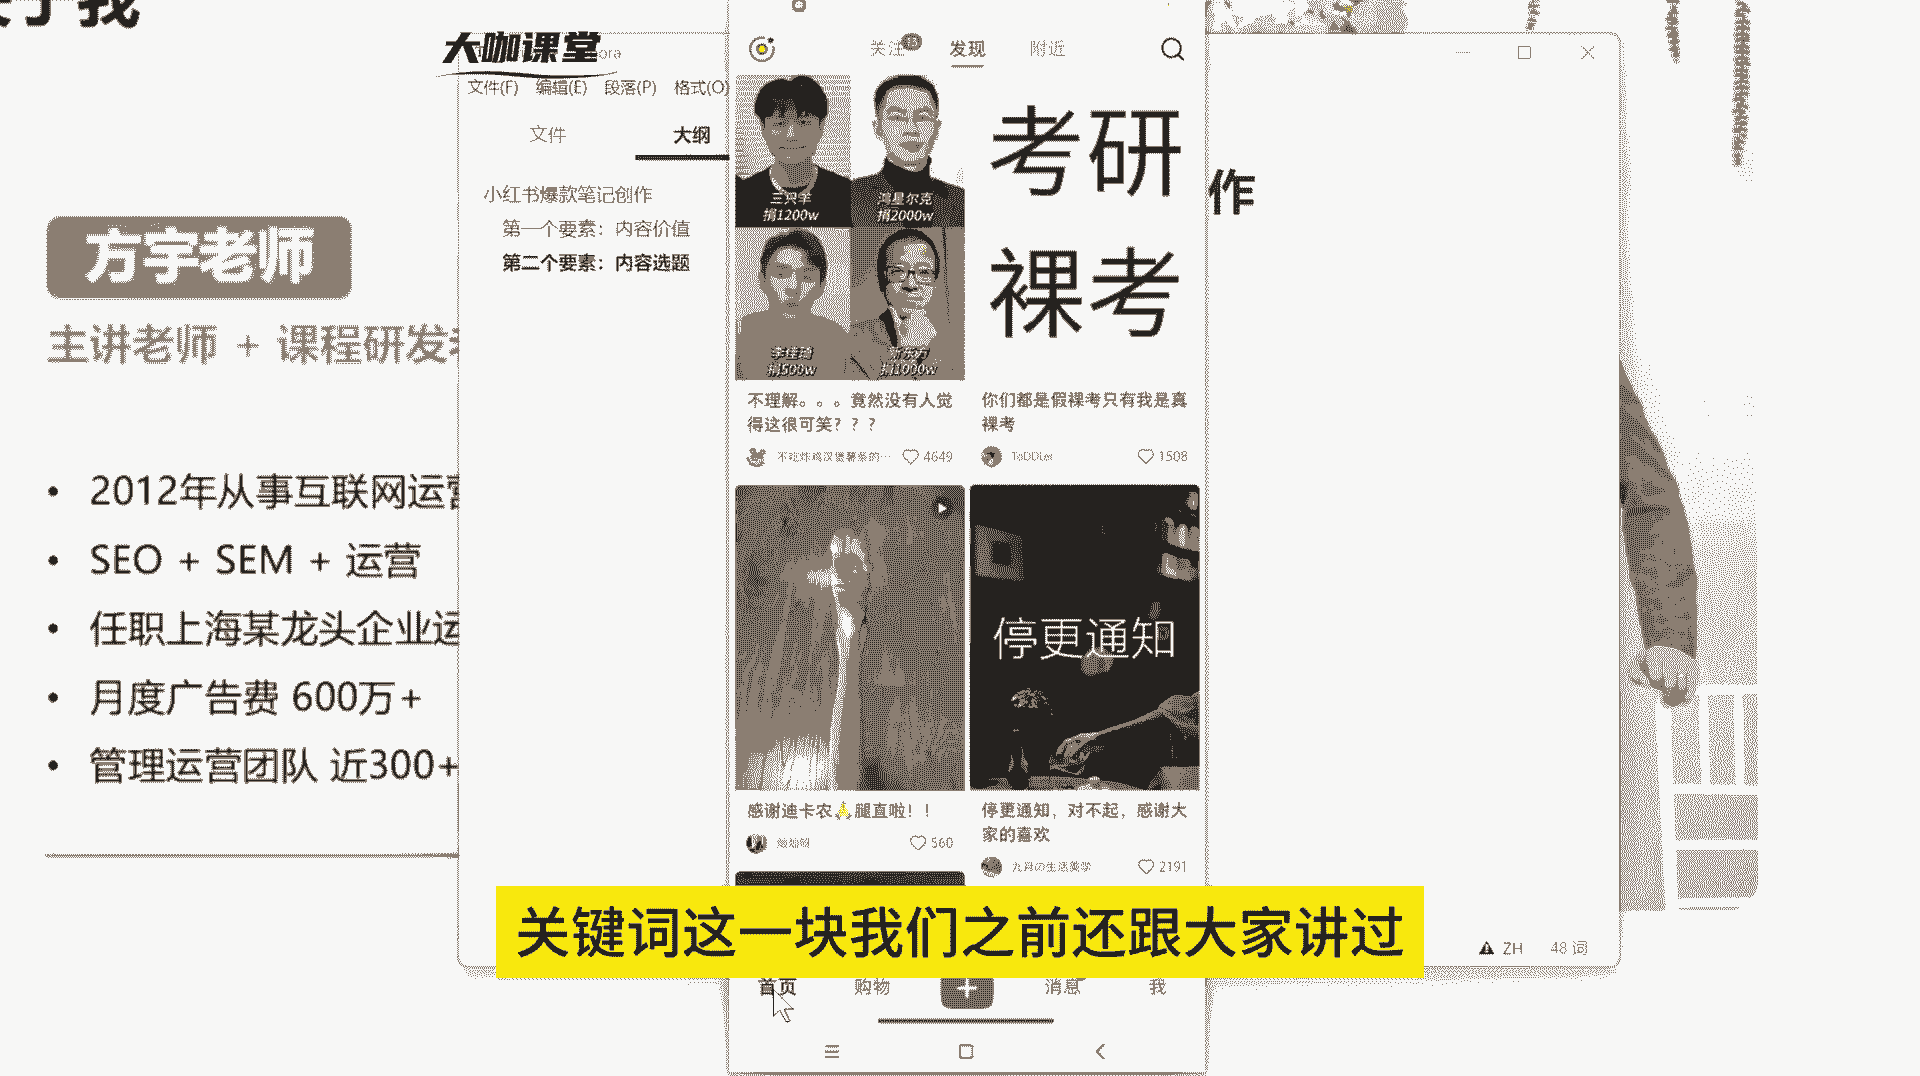 于我
大咖课堂
ora
文件(F) 编辑(E) 段落(P) 格式(O)
文件 大纲
小红书爆款笔记创作
第一个要素：内容价值
第二个要素：内容选题
方宇老师
主讲老师 + 课程研发
2012年从事互联网运营
SEO + SEM + 运营
任职上海某龙头企业运
月度广告费 600万+
管理运营团队 近300+
关注 发现 附近
三只羊
捐1200w
鸿星尔克
捐2000w
李佳琦
捐500w
新东方
捐1000w
不理解。。。竟然没有人觉
得这很可笑？？？
4649
考研
裸考
你们都是假裸考只有我是真
裸考
1508
感谢迪卡农🙏腿直啦！！
560
停更通知
停更通知，对不起，感谢大
家的喜欢
九月の生活美学 2191
作
关键词这一块我们之前还跟大家讲过
首页 购物 消息 我
ZH 48 词